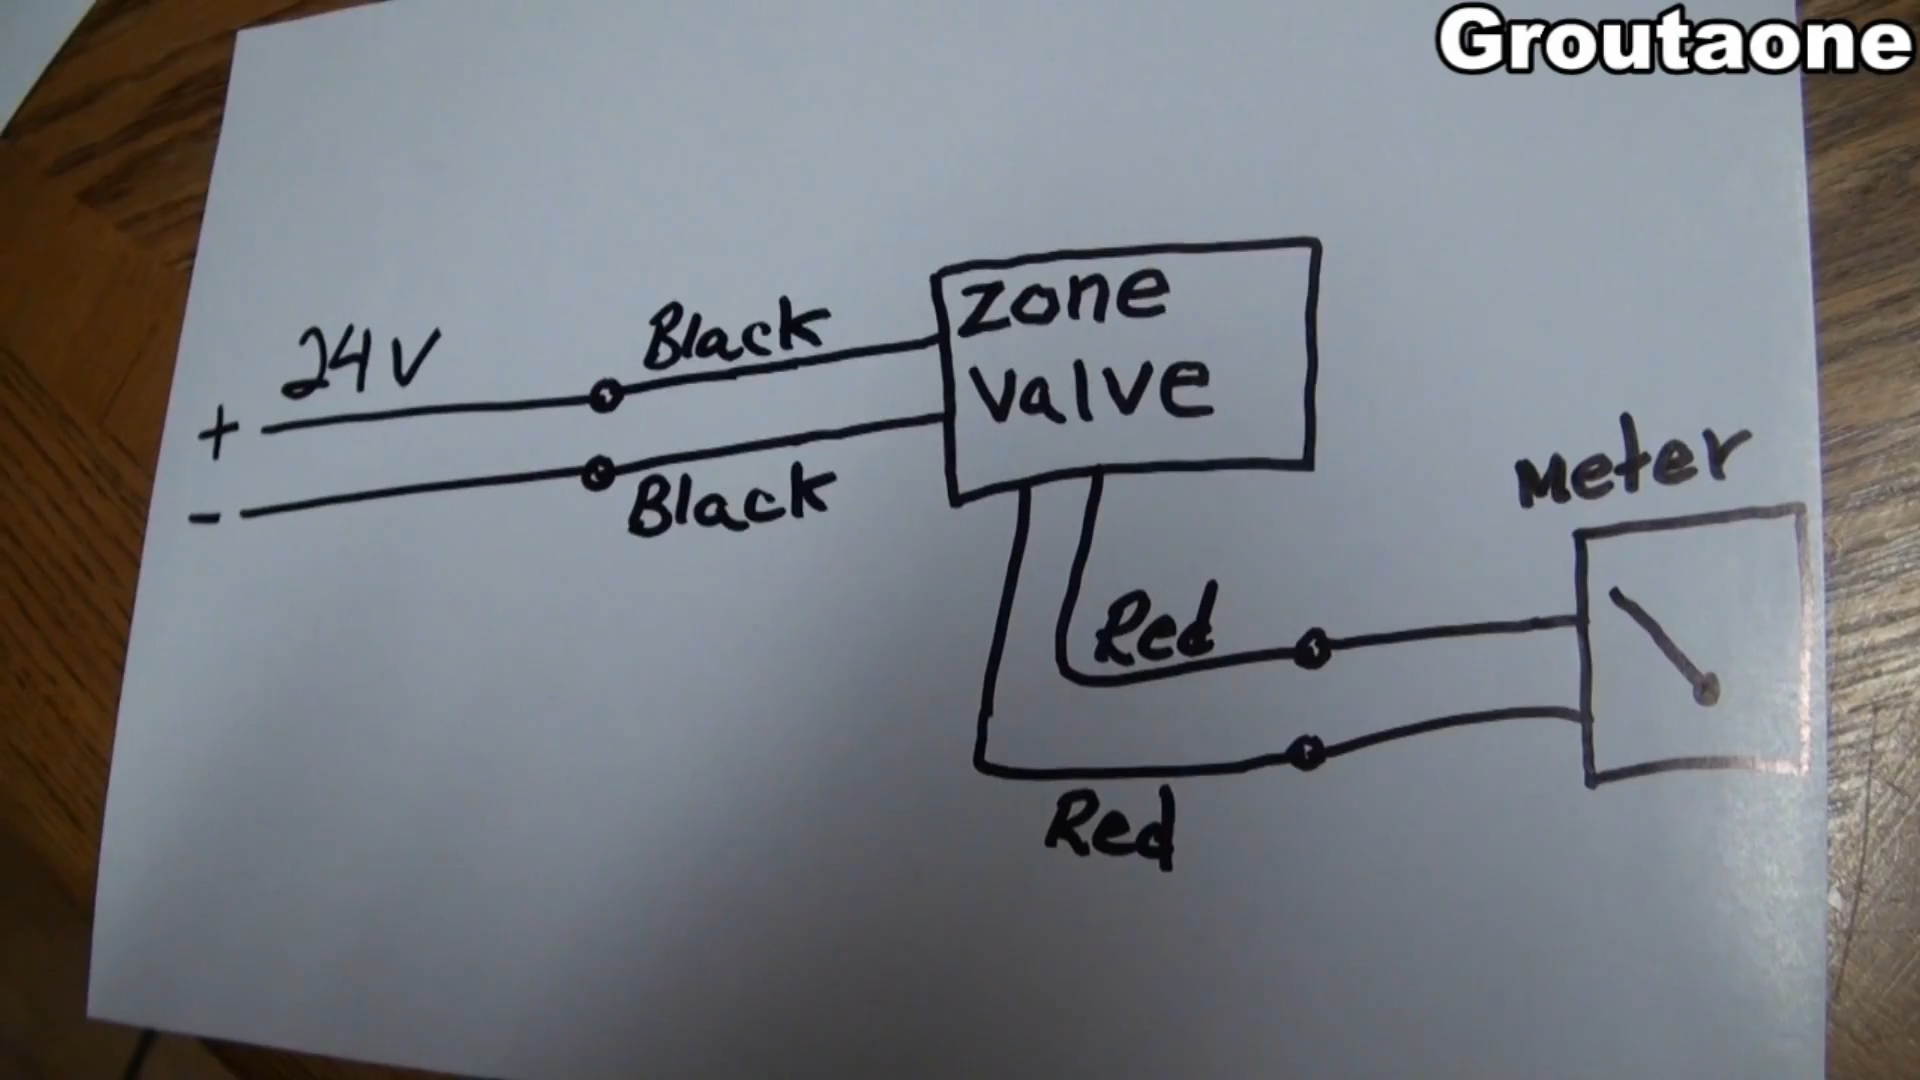 Groutaone
24V
+
-
Black
Black
Zone
Valve
Meter
Red
Red